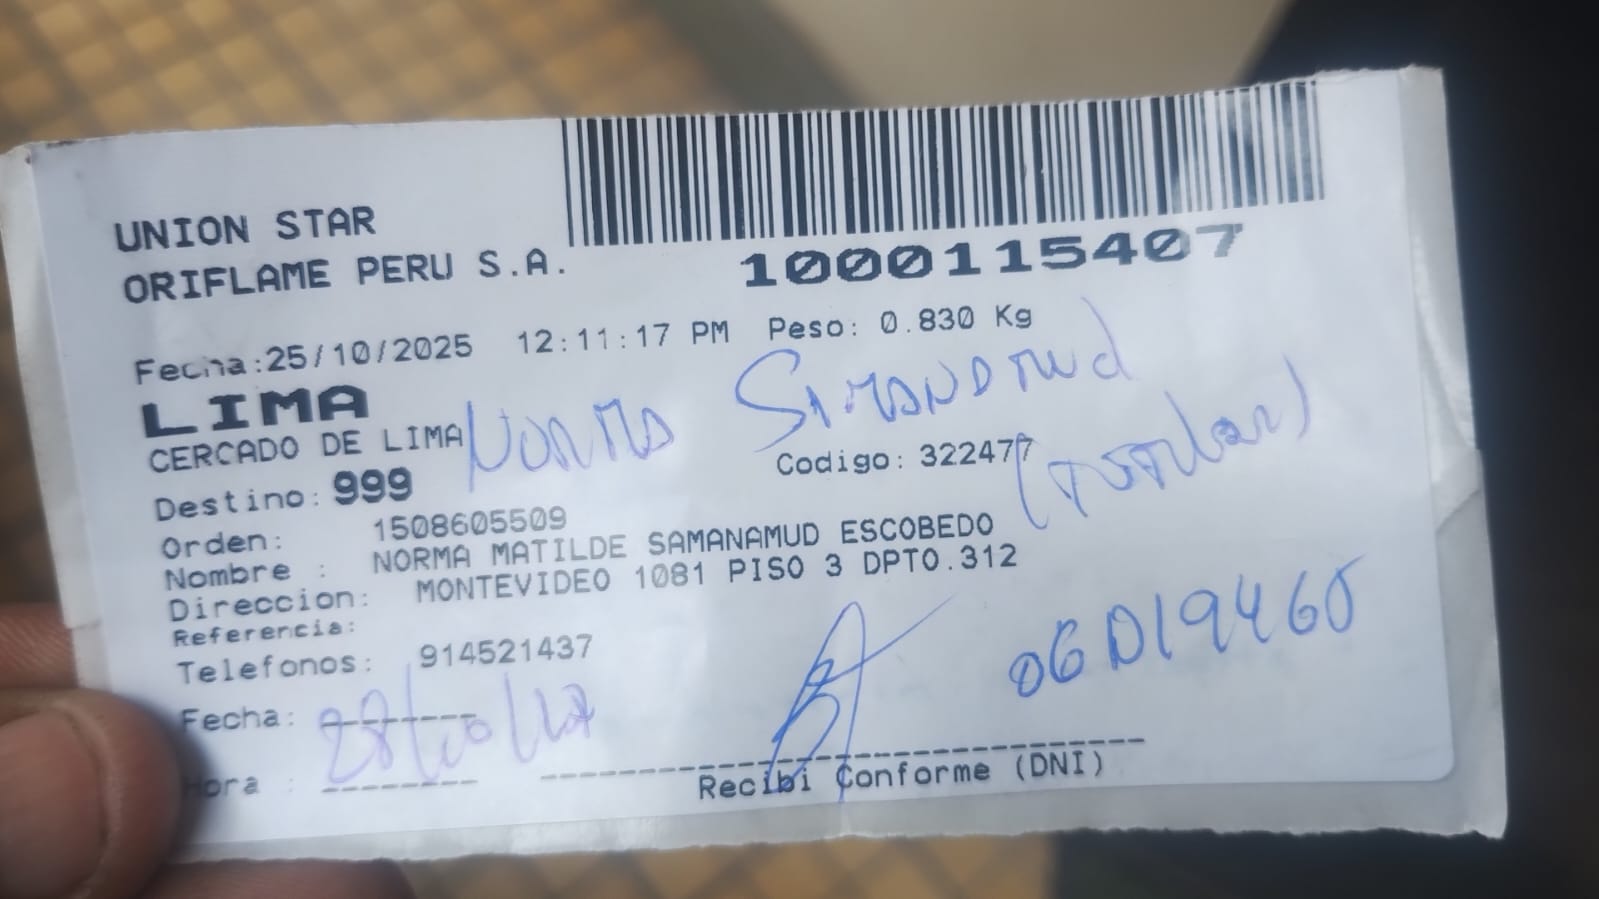 UNION STAR
ORIFLAME PERU S.A.
1000115407
Fecha:25/10/2025 12:11:17 PM Peso: 0.830 Kg
LIMA
CERCADO DE LIMA
Norma
Codigo: 322477
(titular)
Destino: 999
Orden: 1508605509
Nombre : NORMA MATILDE SAMANAMUD ESCOBEDO
Direccion: MONTEVIDEO 1081 PISO 3 DPTO.312
Referencia:
Telefonos: 914521437
Fecha:
Hora :
Recibi Conforme (DNI)